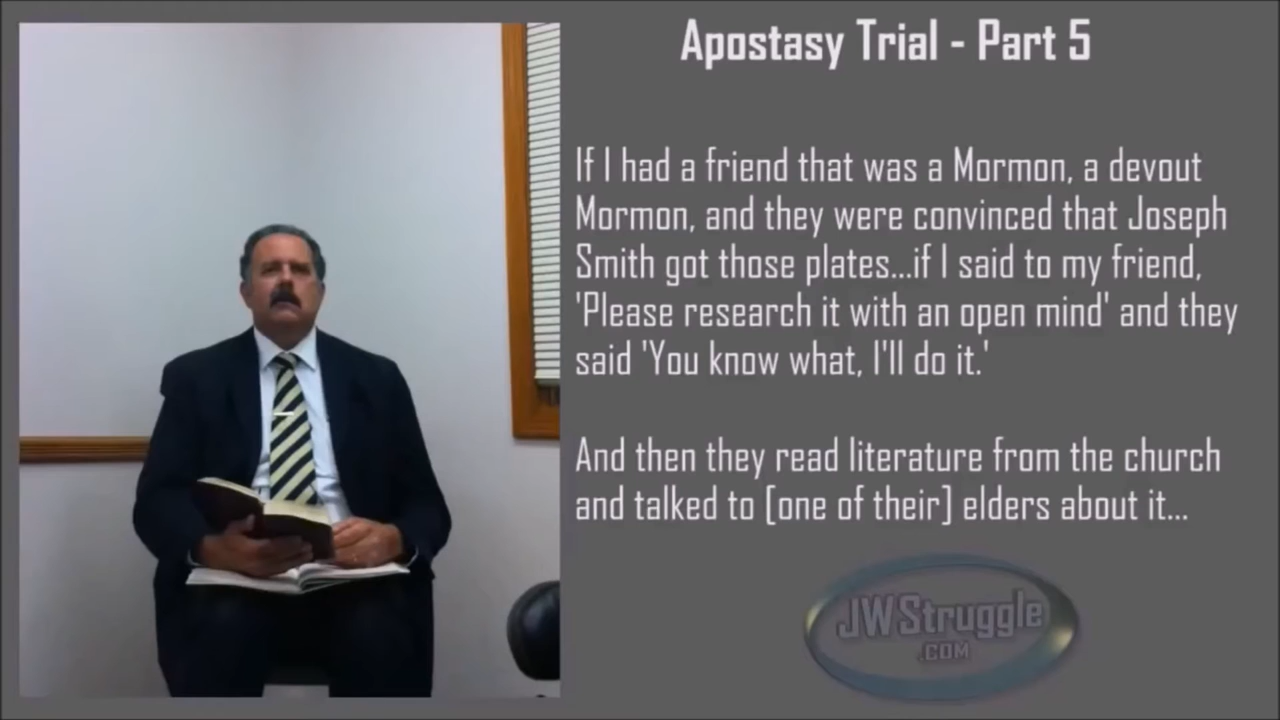 Apostasy Trial - Part 5
If I had a friend that was a Mormon, a devout
Mormon, and they were convinced that Joseph
Smith got those plates...if I said to my friend,
'Please research it with an open mind' and they
said 'You know what, I'll do it.'
And then they read literature from the church
and talked to [one of their] elders about it...
JWStruggle
.COM